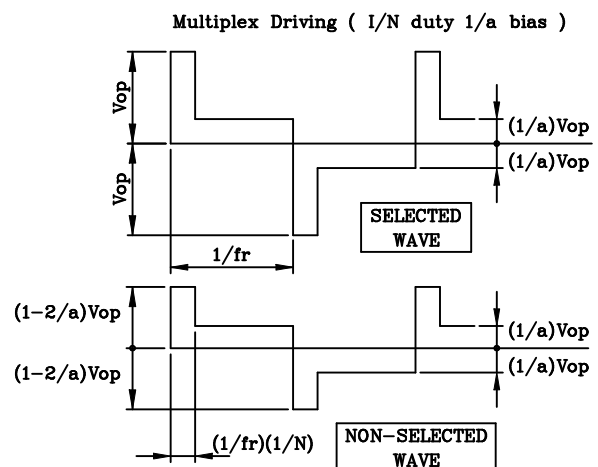 Multiplex Driving ( I/N duty 1/a bias )
Vop
Vop
(1/a)Vop
(1/a)Vop
SELECTED
WAVE
1/fr
(1-2/a)Vop
(1-2/a)Vop
(1/a)Vop
(1/a)Vop
(1/fr)(1/N)
NON-SELECTED
WAVE